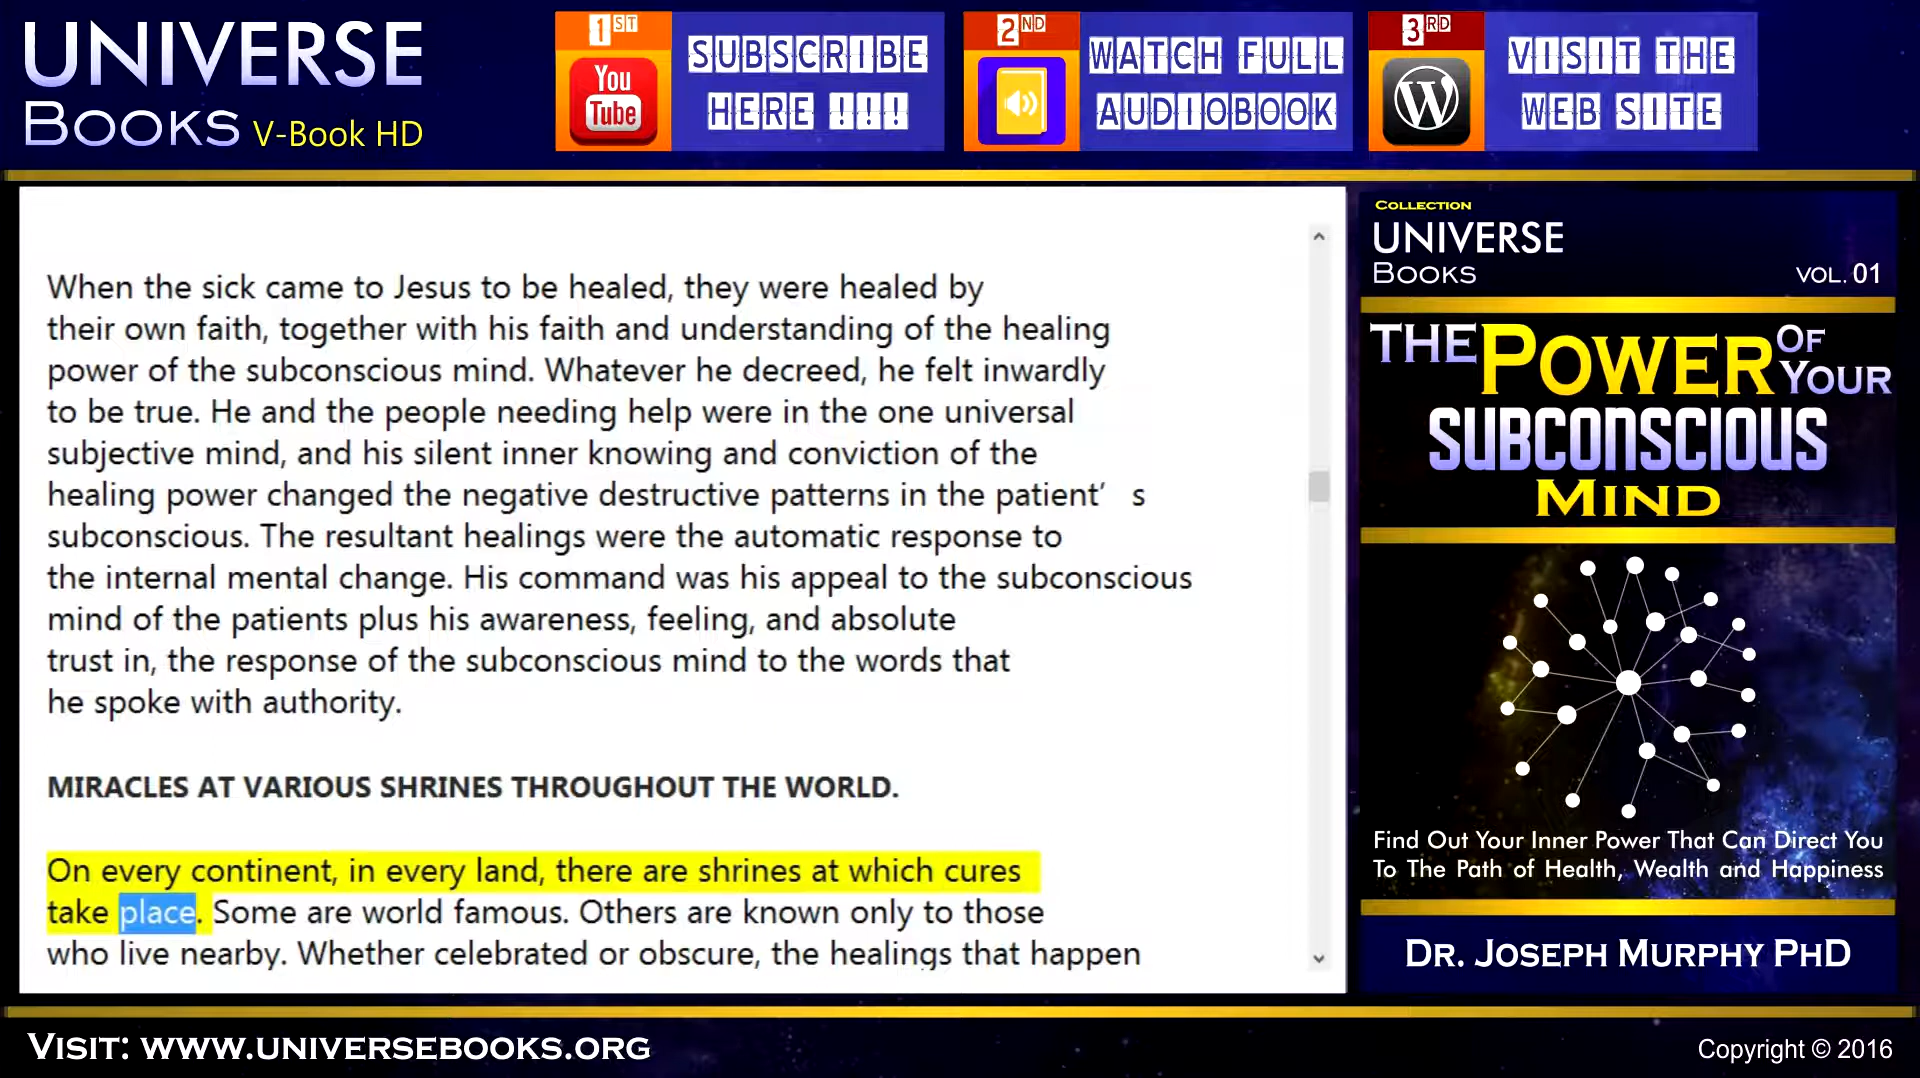 UNIVERSE
BOOKS V-Book HD
1ST
You
Tube
SUBSCRIBE
HERE !!!
2ND
WATCH FULL
AUDIOBOOK
3RD
W
VISIT THE
WEB SITE
When the sick came to Jesus to be healed, they were healed by
their own faith, together with his faith and understanding of the healing
power of the subconscious mind. Whatever he decreed, he felt inwardly
to be true. He and the people needing help were in the one universal
subjective mind, and his silent inner knowing and conviction of the
healing power changed the negative destructive patterns in the patient’ s
subconscious. The resultant healings were the automatic response to
the internal mental change. His command was his appeal to the subconscious
mind of the patients plus his awareness, feeling, and absolute
trust in, the response of the subconscious mind to the words that
he spoke with authority.
MIRACLES AT VARIOUS SHRINES THROUGHOUT THE WORLD.
On every continent, in every land, there are shrines at which cures
take place. Some are world famous. Others are known only to those
who live nearby. Whether celebrated or obscure, the healings that happen
COLLECTION
UNIVERSE
BOOKS VOL. 01
THE POWER OF YOUR
SUBCONSCIOUS
MIND
Find Out Your Inner Power That Can Direct You
To The Path of Health, Wealth and Happiness
DR. JOSEPH MURPHY PHD
VISIT: WWW.UNIVERSEBOOKS.ORG
Copyright © 2016